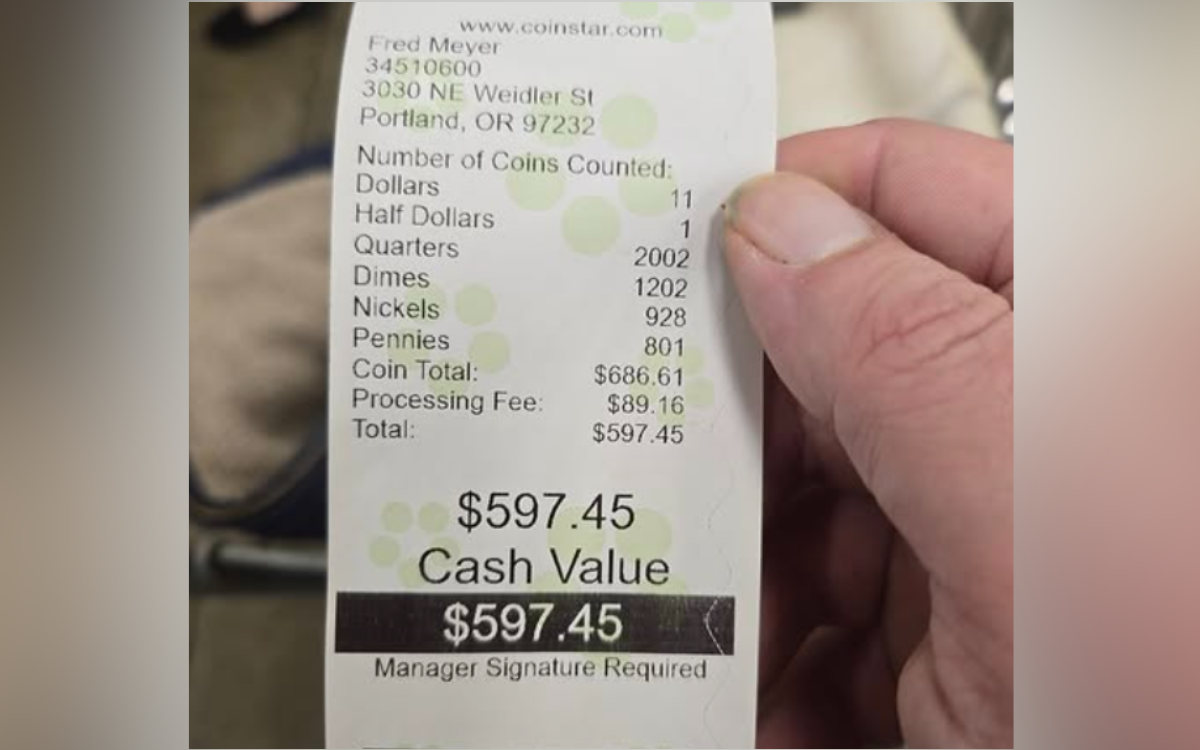 www.coinstar.com
Fred Meyer
34510600
3030 NE Weidler St
Portland, OR 97232
Number of Coins Counted:
Dollars 11
Half Dollars 1
Quarters 2002
Dimes 1202
Nickels 928
Pennies 801
Coin Total: $686.61
Processing Fee: $89.16
Total: $597.45
$597.45
Cash Value
$597.45
Manager Signature Required